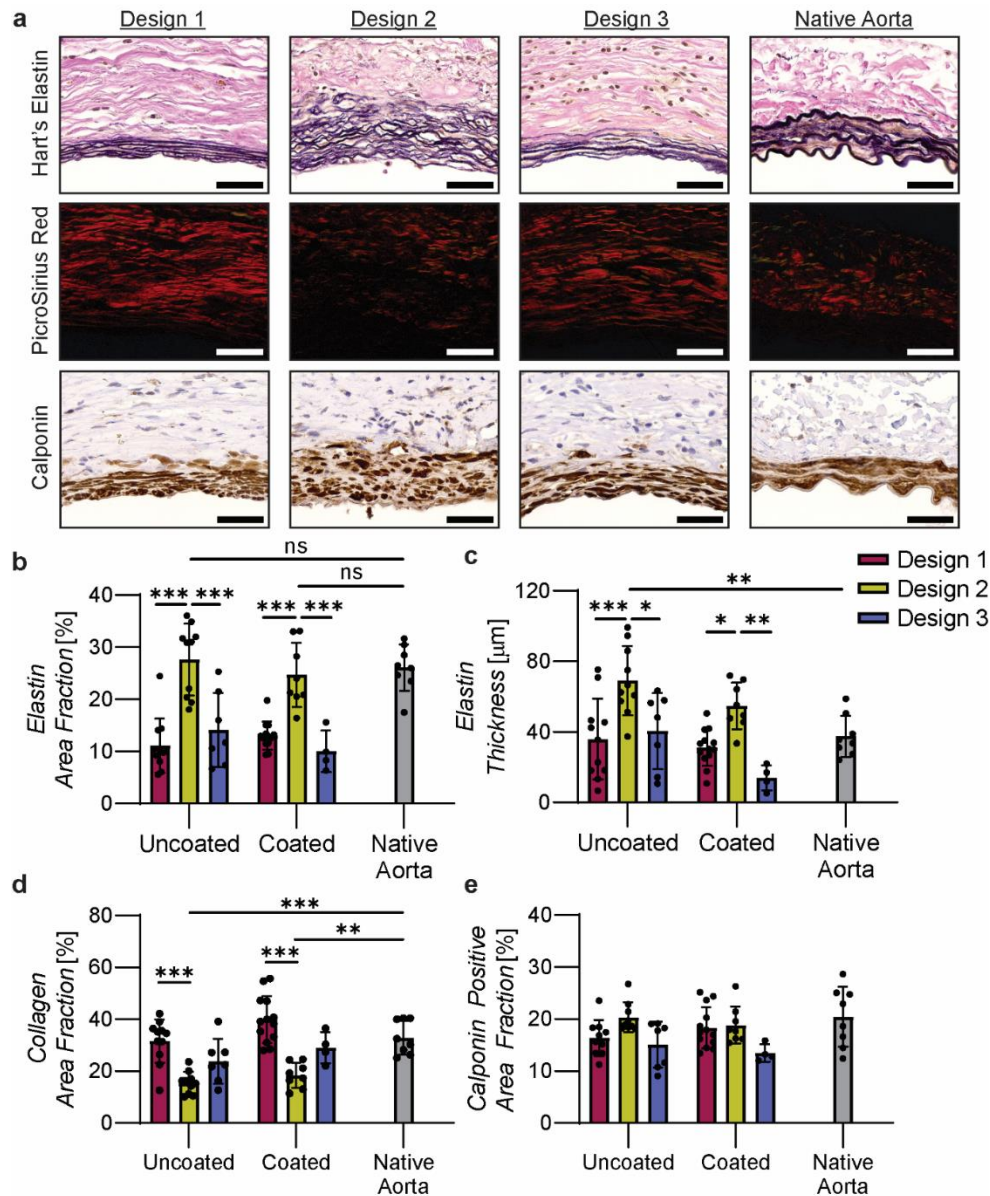 a
Design 1 Design 2 Design 3 Native Aorta
Hart's Elastin
PicroSirius Red
Calponin
b
ns
ns
*** *** *** ***
Elastin
Area Fraction [%]
40
30
20
10
0
Uncoated Coated Native
Aorta
c
Design 1
Design 2
Design 3
**
*** * * **
Elastin
Thickness [µm]
120
80
40
0
Uncoated Coated Native
Aorta
d
***
**
*** ***
Collagen
Area Fraction [%]
80
60
40
20
0
Uncoated Coated Native
Aorta
e
Calponin Positive
Area Fraction [%]
40
30
20
10
0
Uncoated Coated Native
Aorta